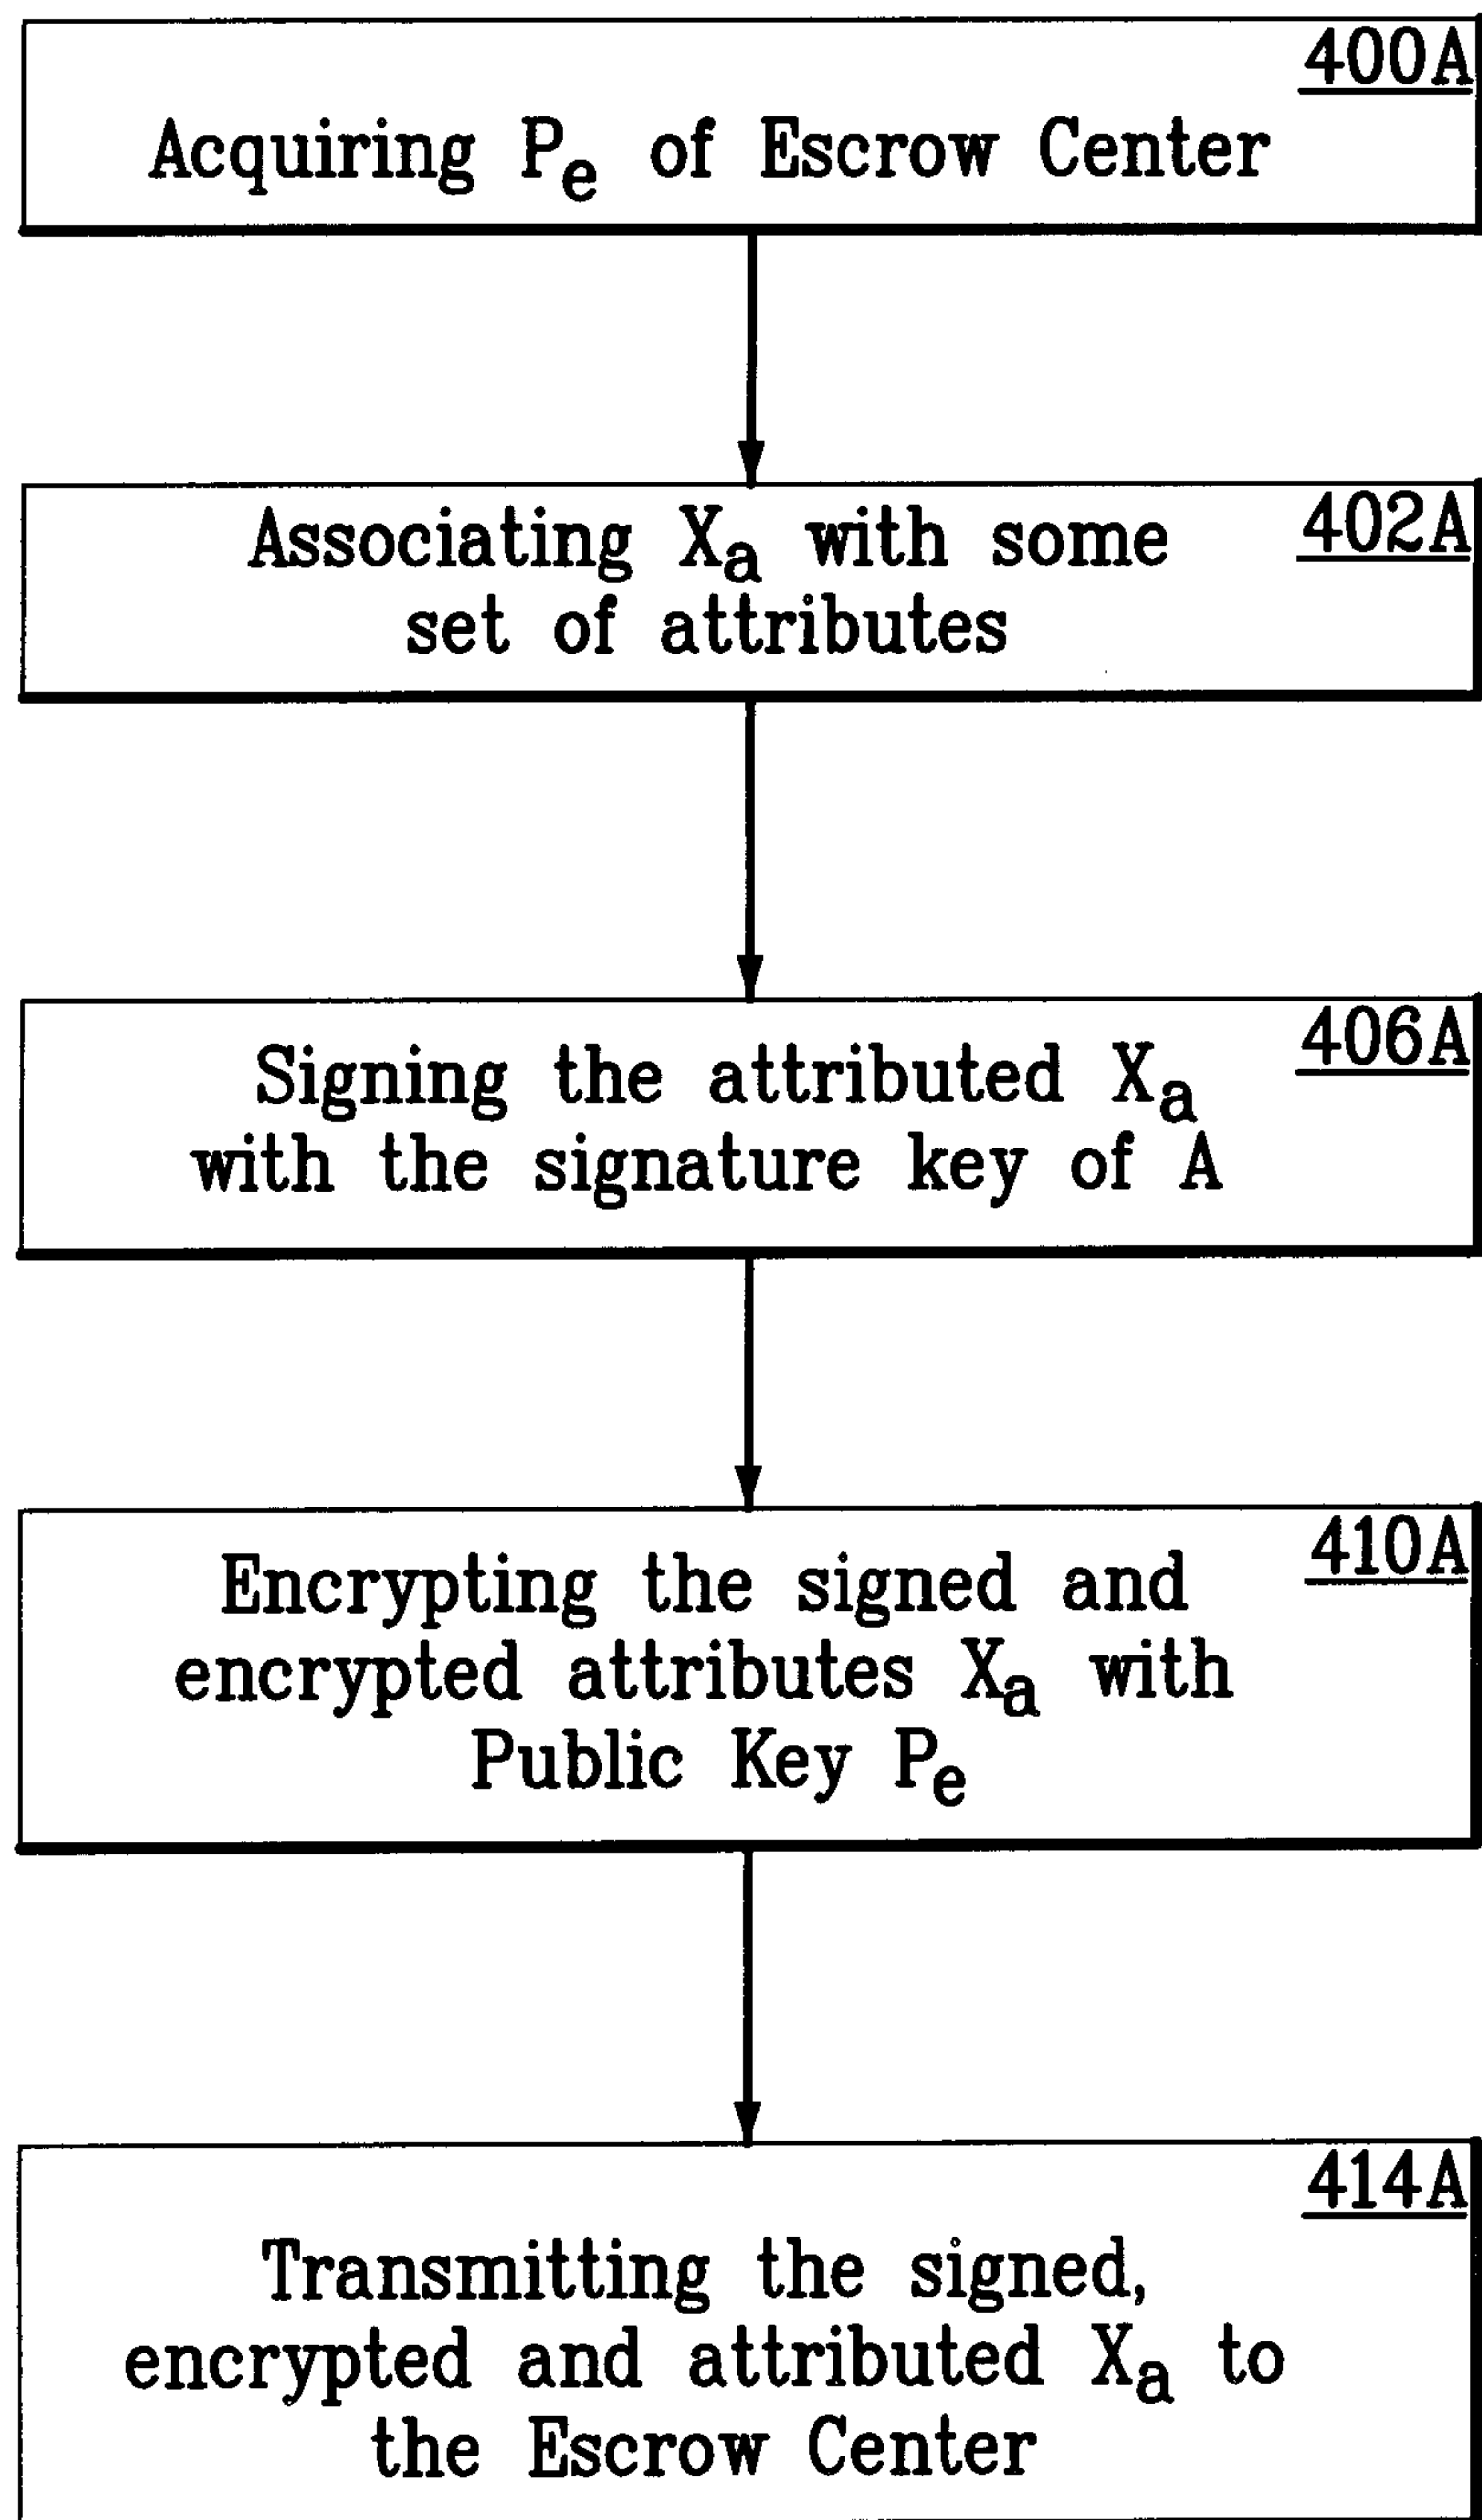 400A
Acquiring Pe of Escrow Center
402A
Associating Xa with some
set of attributes
406A
Signing the attributed Xa
with the signature key of A
410A
Encrypting the signed and
encrypted attributes Xa with
Public Key Pe
414A
Transmitting the signed,
encrypted and attributed Xa to
the Escrow Center